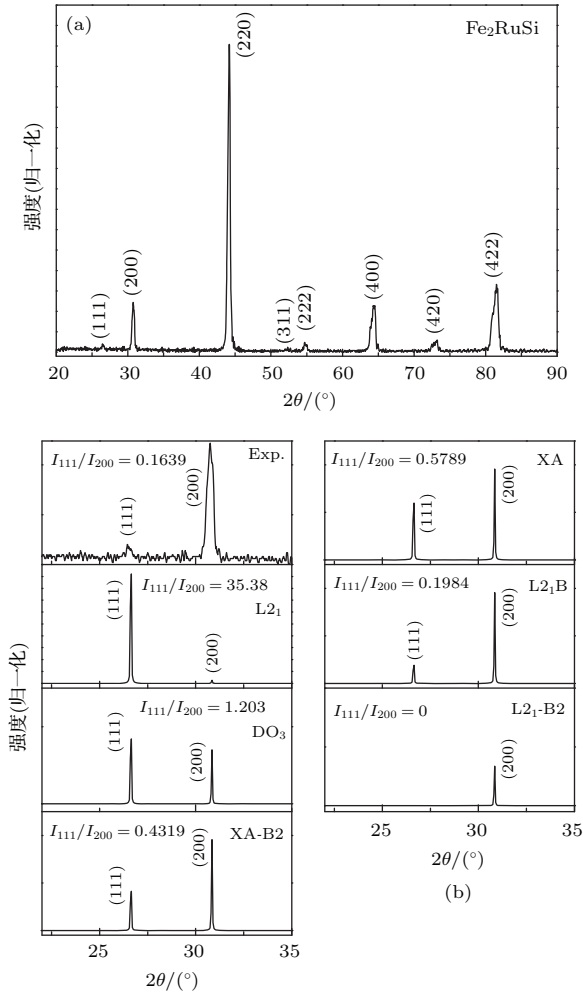 (a)
Fe₂RuSi
(220)
(111)
(200)
(311)
(222)
(400)
(420)
(422)
强度(归一化)
20 30 40 50 60 70 80 90
2θ/(°)
I₁₁₁/I₂₀₀ = 0.1639
Exp.
(111)
(200)
I₁₁₁/I₂₀₀ = 35.38
L2₁
(111)
(200)
I₁₁₁/I₂₀₀ = 1.203
DO₃
(111)
(200)
I₁₁₁/I₂₀₀ = 0.4319
XA-B2
(111)
(200)
强度(归一化)
25 30 35
2θ/(°)
I₁₁₁/I₂₀₀ = 0.5789
XA
(111)
(200)
I₁₁₁/I₂₀₀ = 0.1984
L2₁B
(111)
(200)
I₁₁₁/I₂₀₀ = 0
L2₁-B2
(200)
25 30 35
2θ/(°)
(b)